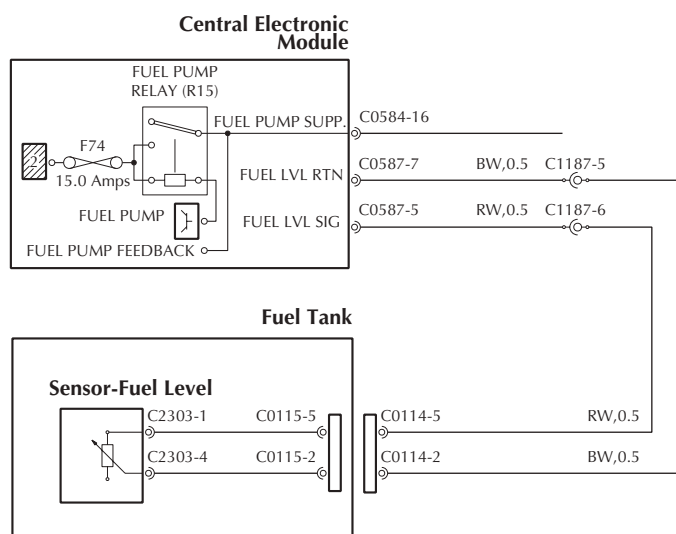 Central Electronic
Module
FUEL PUMP
RELAY (R15)
FUEL PUMP SUPP.
C0584-16
F74
2
15.0 Amps
FUEL LVL RTN
C0587-7
BW,0.5
C1187-5
FUEL PUMP
FUEL LVL SIG
C0587-5
RW,0.5
C1187-6
FUEL PUMP FEEDBACK
Fuel Tank
Sensor-Fuel Level
C2303-1
C0115-5
C0114-5
RW,0.5
C2303-4
C0115-2
C0114-2
BW,0.5